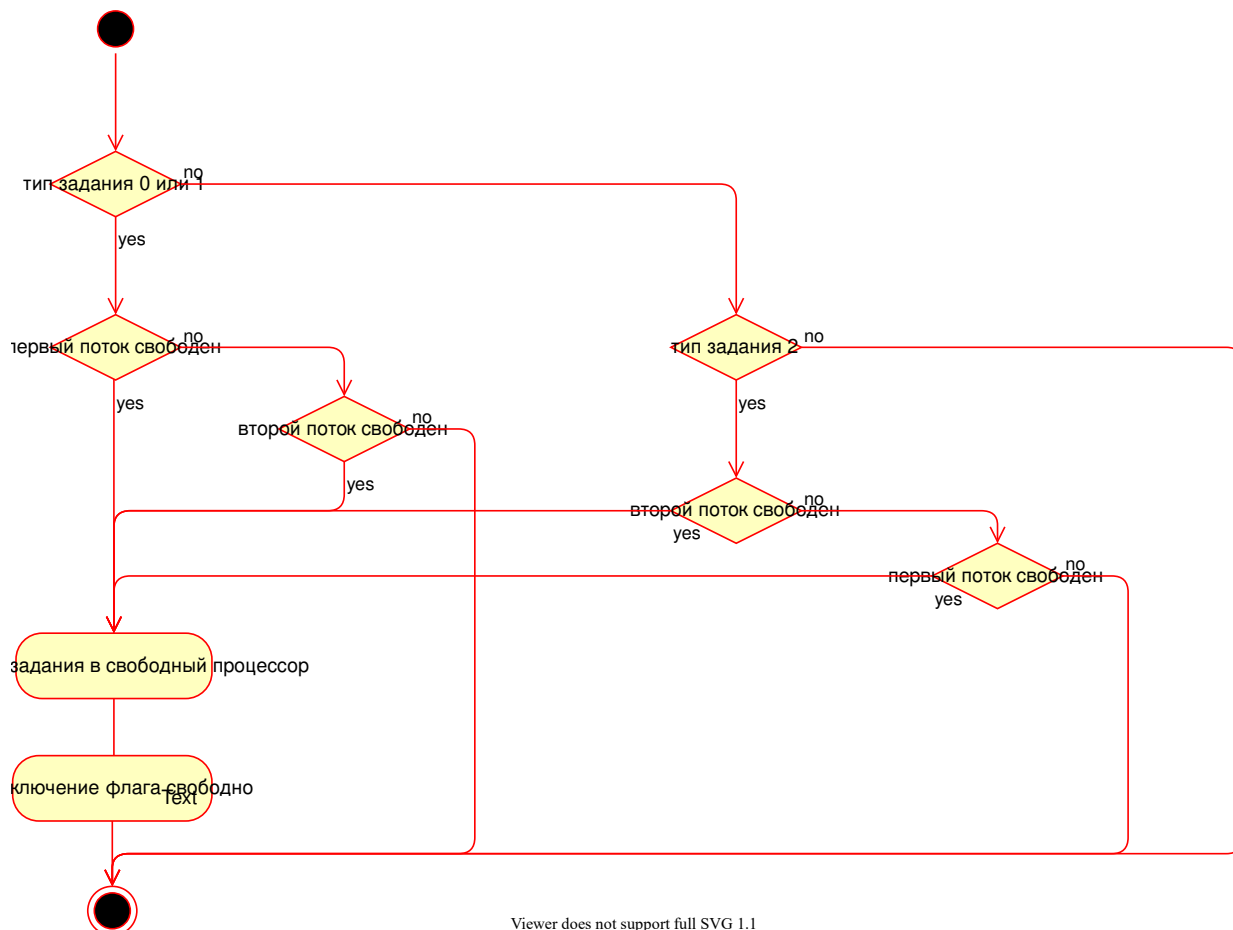 no
тип задания 0 или 1
yes
no
первый поток свободен
no
тип задания 2
yes
yes
no
второй поток свободен
yes
no
второй поток свободен
yes
no
первый поток свободен
yes
задания в свободный процессор
ключение флага свободно
Text
Viewer does not support full SVG 1.1